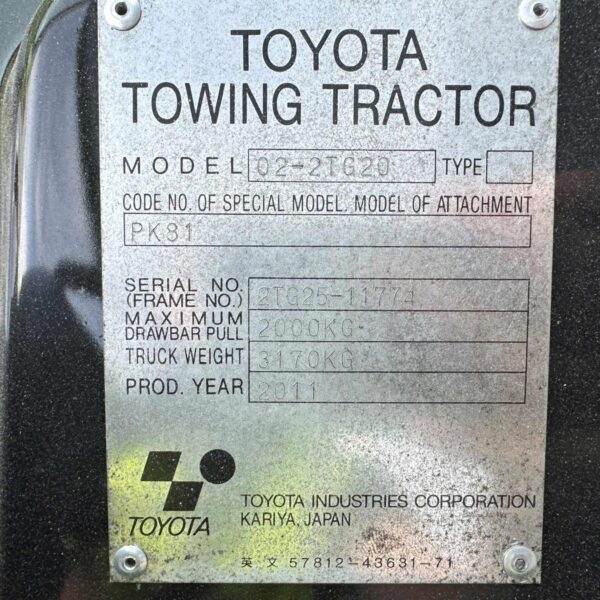 TOYOTA
TOWING TRACTOR
MODEL 02-2TG20 TYPE
CODE NO. OF SPECIAL MODEL. MODEL OF ATTACHMENT
PK81
SERIAL NO.
(FRAME NO.) 2TG25-11774
MAXIMUM
DRAWBAR PULL 2000KG
TRUCK WEIGHT 3170KG
PROD. YEAR 2011
TOYOTA
TOYOTA INDUSTRIES CORPORATION
KARIYA, JAPAN
英 文 57812-43631-71